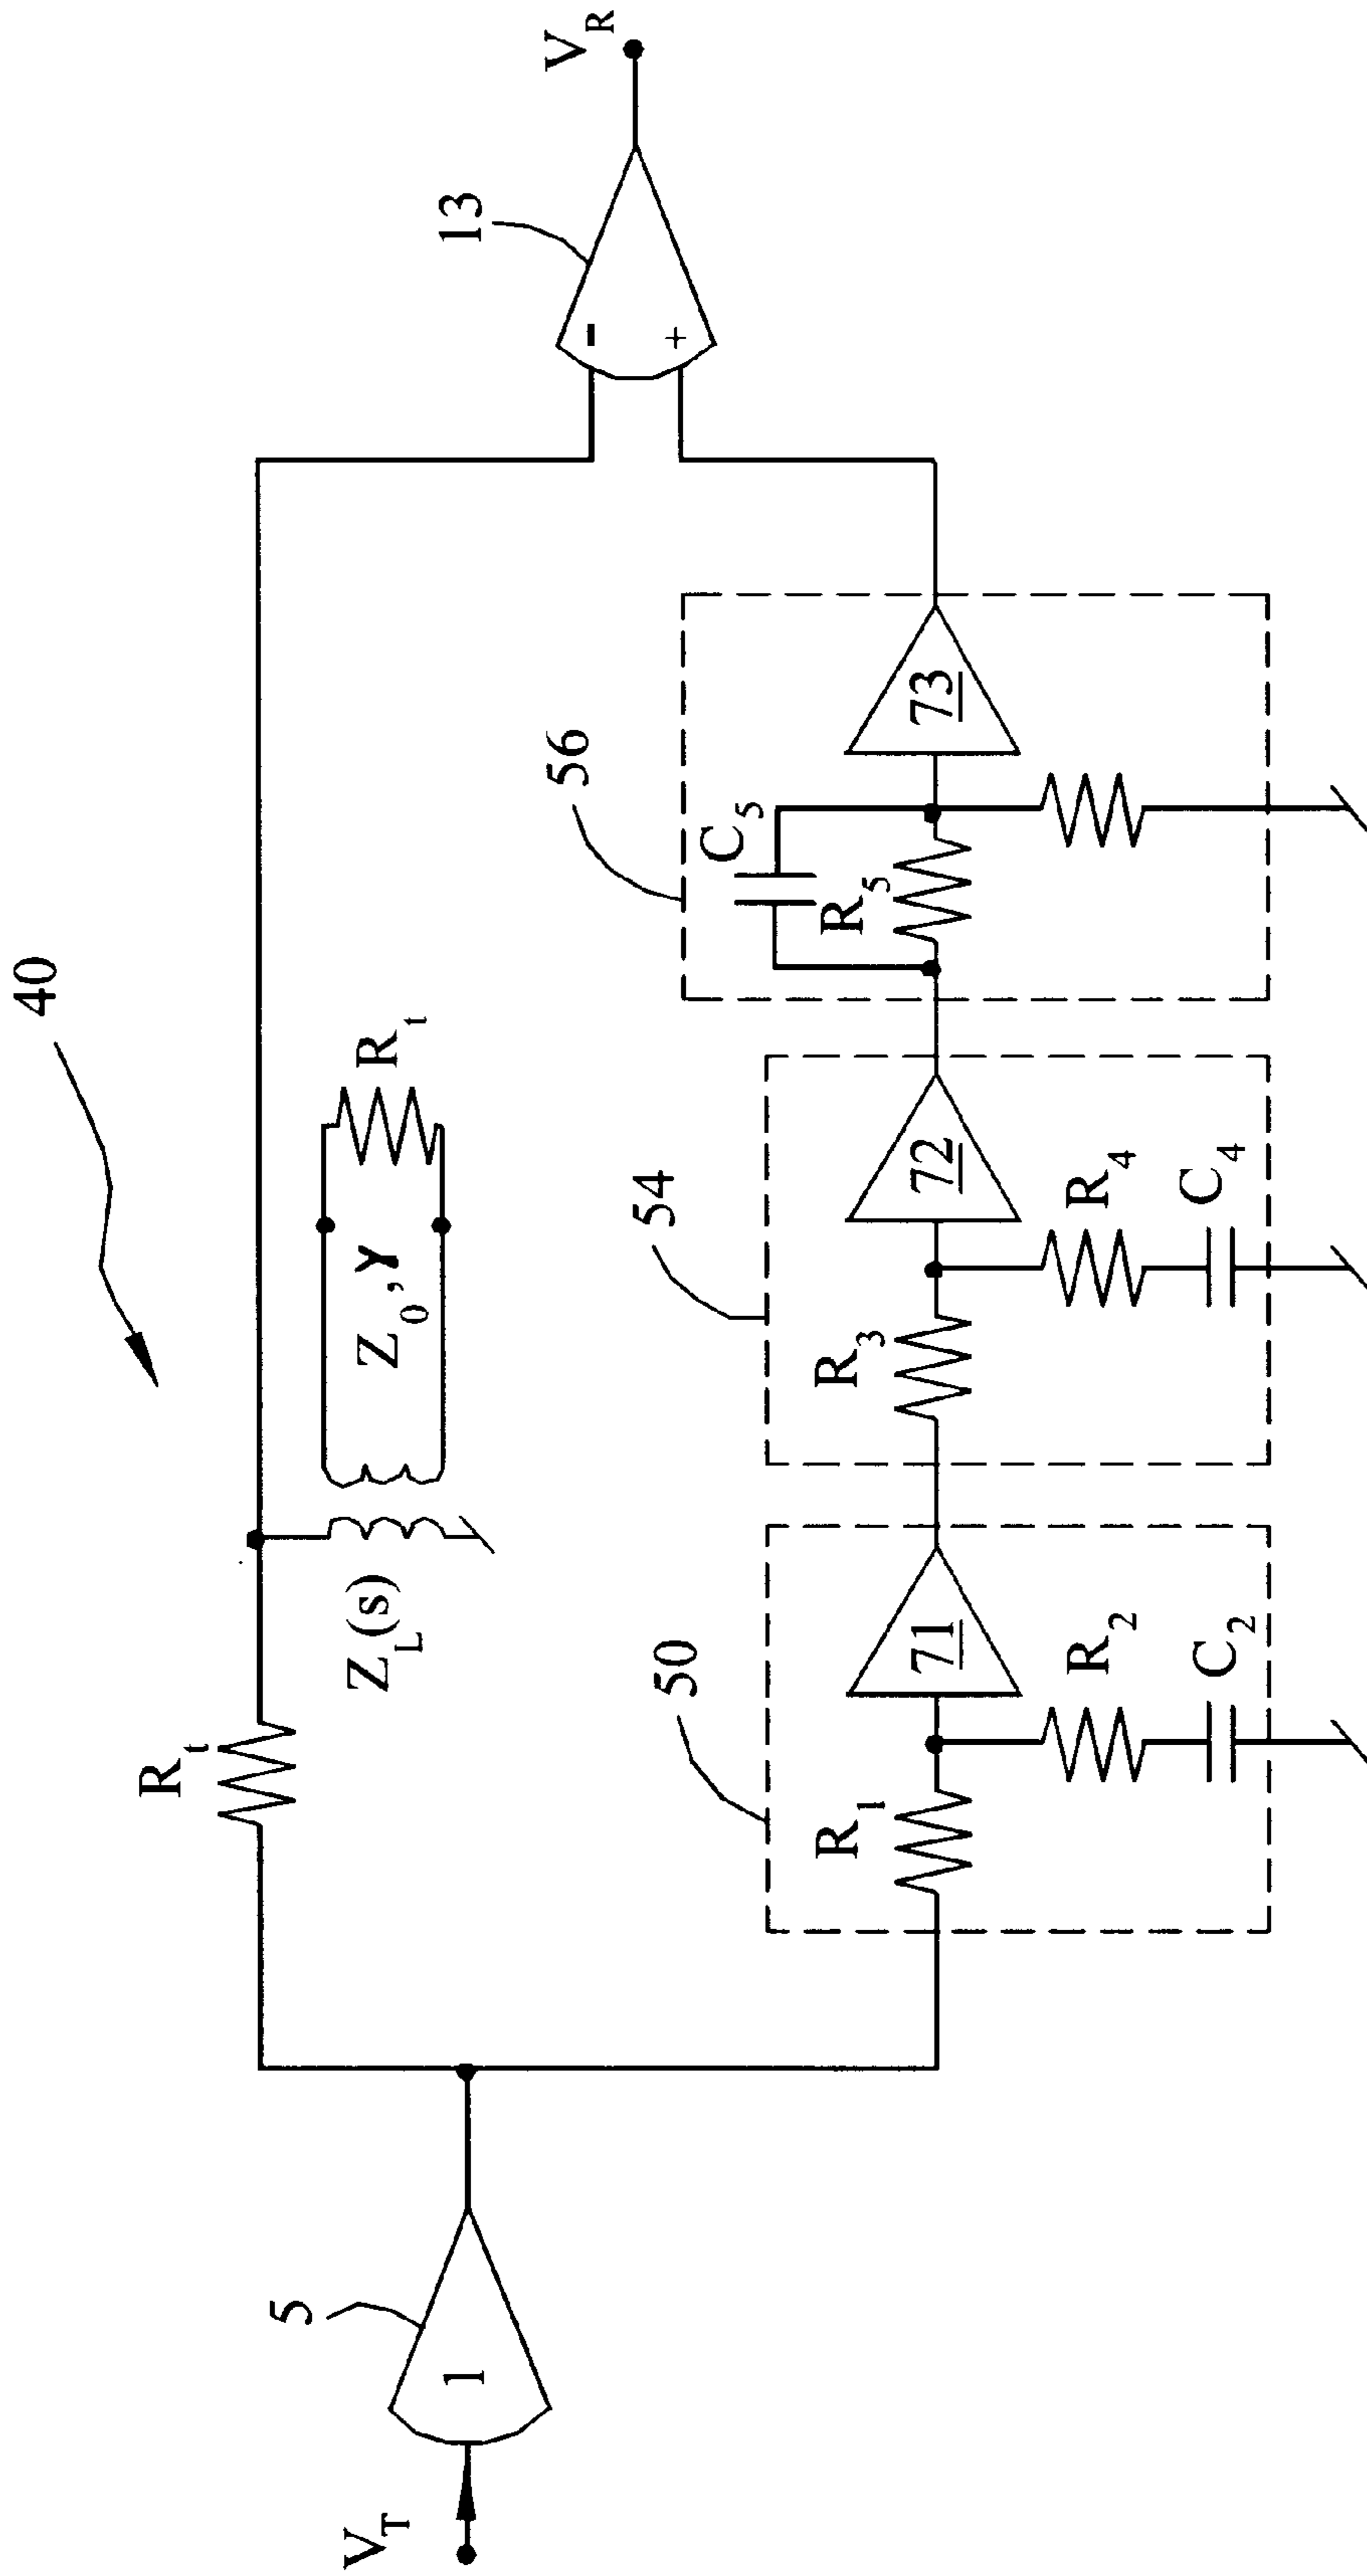 40
V_T
1
5
R_t
Z_L(s)
Z_0, γ
R_t
13
-
+
V_R
50
R_1
71
R_2
C_2
54
R_3
72
R_4
C_4
56
C_5
R_5
73